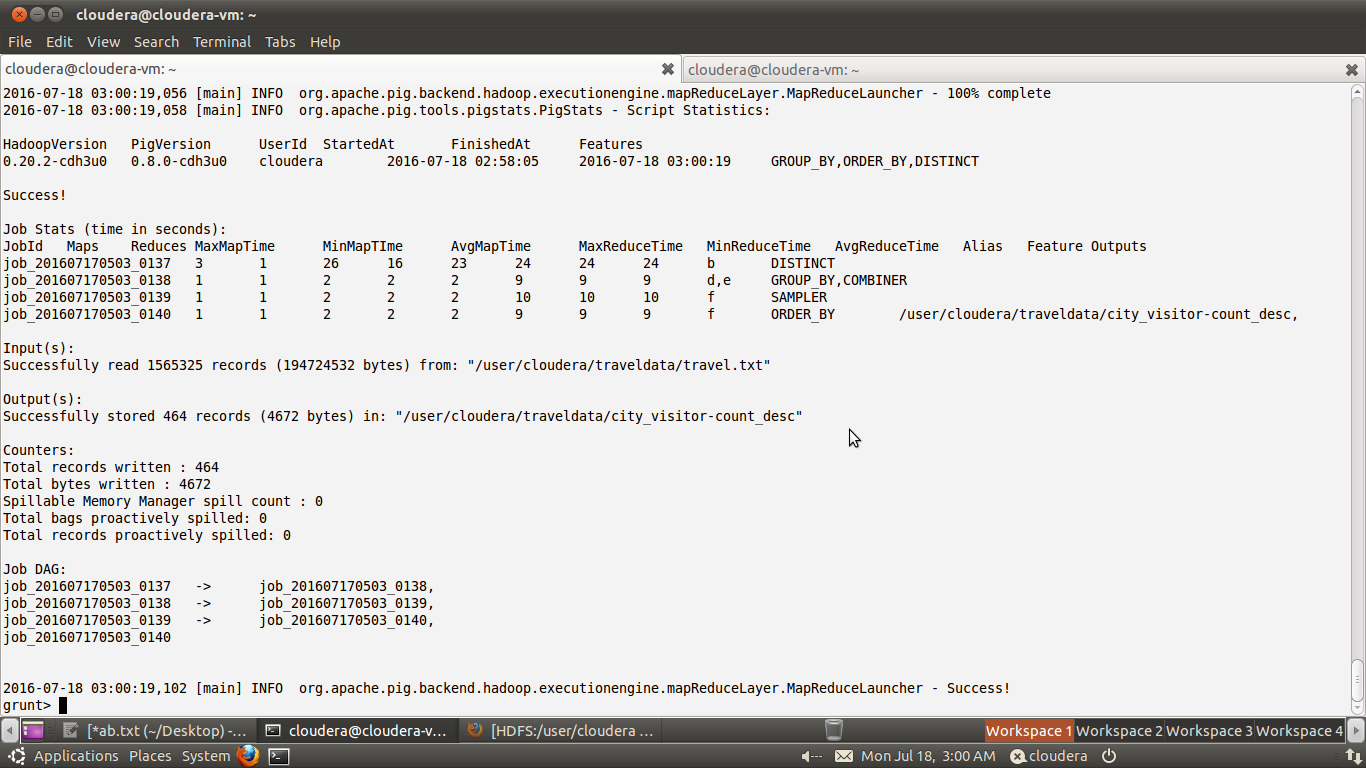 cloudera@cloudera-vm: ~
File Edit View Search Terminal Tabs Help
cloudera@cloudera-vm: ~ cloudera@cloudera-vm: ~
2016-07-18 03:00:19,056 [main] INFO  org.apache.pig.backend.hadoop.executionengine.mapReduceLayer.MapReduceLauncher - 100% complete
2016-07-18 03:00:19,058 [main] INFO  org.apache.pig.tools.pigstats.PigStats - Script Statistics:
HadoopVersion   PigVersion      UserId  StartedAt       FinishedAt      Features
0.20.2-cdh3u0   0.8.0-cdh3u0    cloudera        2016-07-18 02:58:05     2016-07-18 03:00:19     GROUP_BY,ORDER_BY,DISTINCT
Success!
Job Stats (time in seconds):
JobId   Maps    Reduces MaxMapTime      MinMapTIme      AvgMapTime      MaxReduceTime   MinReduceTime   AvgReduceTime   Alias   Feature Outputs
job_201607170503_0137   3       1       26      16      23      24      24      24      b       DISTINCT
job_201607170503_0138   1       1       2       2       2       9       9       9       d,e     GROUP_BY,COMBINER
job_201607170503_0139   1       1       2       2       2       10      10      10      f       SAMPLER
job_201607170503_0140   1       1       2       2       2       9       9       9       f       ORDER_BY        /user/cloudera/traveldata/city_visitor-count_desc,
Input(s):
Successfully read 1565325 records (194724532 bytes) from: "/user/cloudera/traveldata/travel.txt"
Output(s):
Successfully stored 464 records (4672 bytes) in: "/user/cloudera/traveldata/city_visitor-count_desc"
Counters:
Total records written : 464
Total bytes written : 4672
Spillable Memory Manager spill count : 0
Total bags proactively spilled: 0
Total records proactively spilled: 0
Job DAG:
job_201607170503_0137   ->      job_201607170503_0138,
job_201607170503_0138   ->      job_201607170503_0139,
job_201607170503_0139   ->      job_201607170503_0140,
job_201607170503_0140
2016-07-18 03:00:19,102 [main] INFO  org.apache.pig.backend.hadoop.executionengine.mapReduceLayer.MapReduceLauncher - Success!
grunt>
[*ab.txt (~/Desktop) -... cloudera@cloudera-v... [HDFS:/user/cloudera ... Workspace 1 Workspace 2 Workspace 3 Workspace 4
Applications Places System Mon Jul 18, 3:00 AM cloudera